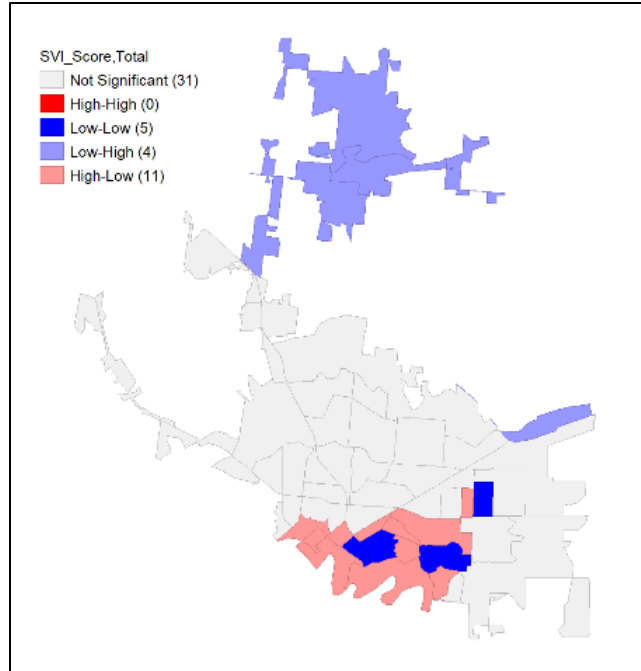 SVI_Score,Total
Not Significant (31)
High-High (0)
Low-Low (5)
Low-High (4)
High-Low (11)